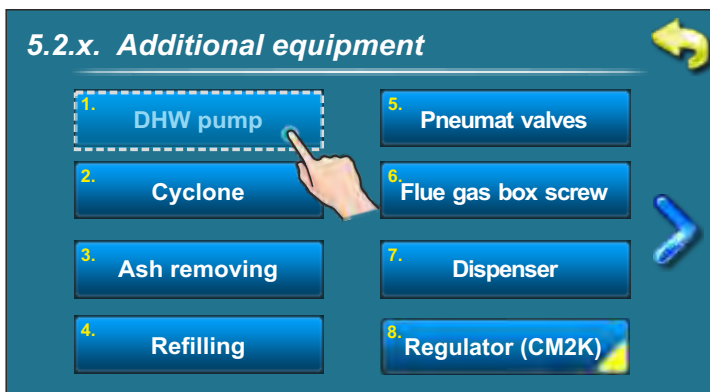 5.2.x. Additional equipment
1. DHW pump
2. Cyclone
3. Ash removing
4. Refilling
5. Pneumat valves
6. Flue gas box screw
7. Dispenser
8. Regulator (CM2K)